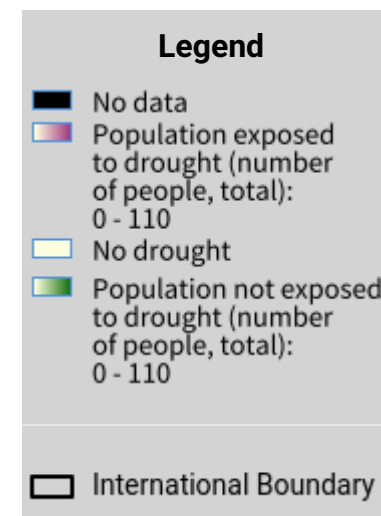 Legend
No data
Population exposed
to drought (number
of people, total):
0 - 110
No drought
Population not exposed
to drought (number
of people, total):
0 - 110
International Boundary